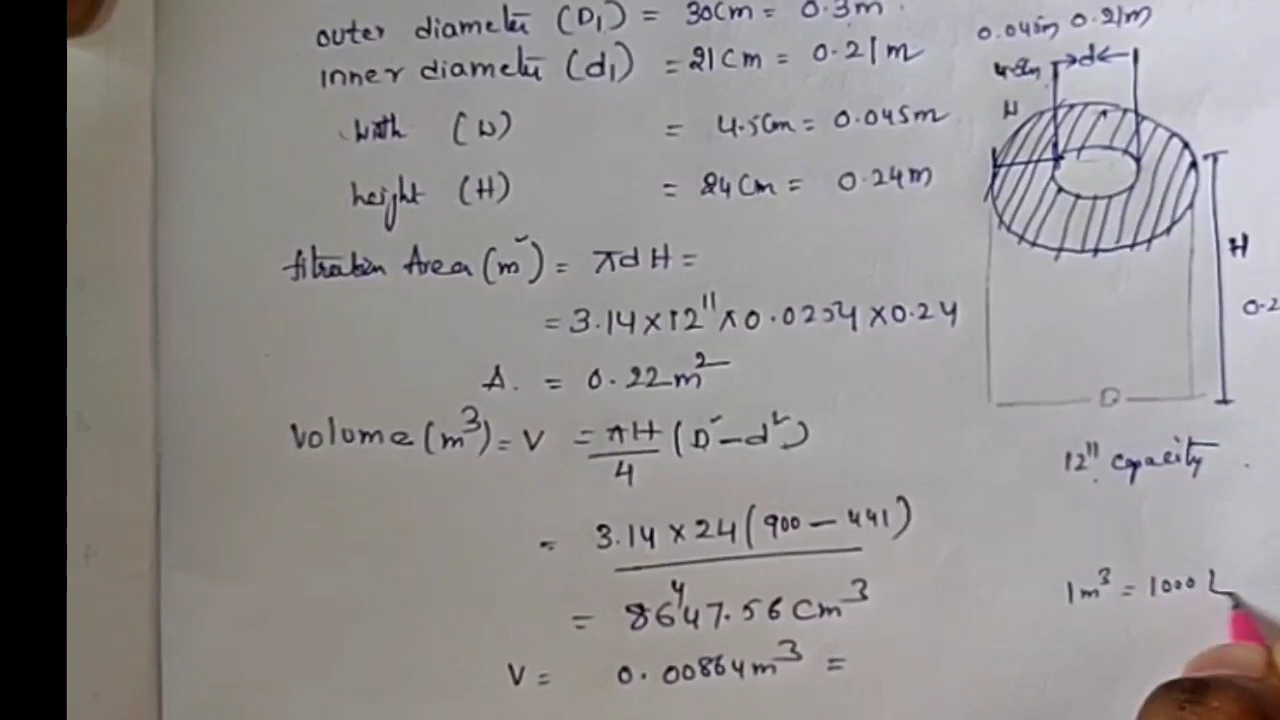 outer diameter (D1) = 30cm = 0.3m.
inner diameter (d1) = 21cm = 0.21m
with (W) = 4.5cm = 0.045m
height (H) = 24cm = 0.24m
filtration Area (m²) = πdH =
= 3.14 x 12" x 0.0254 x 0.24
A. = 0.22m²
Volume (m³) = V = πH/4 (D² - d²)
= 3.14 x 24 (900 - 441)
4
= 8647.56 cm³
V = 0.00864m³ =
0.045m 0.21m
d
W
H
0.2
D
12" capacity.
1m³ = 1000 L